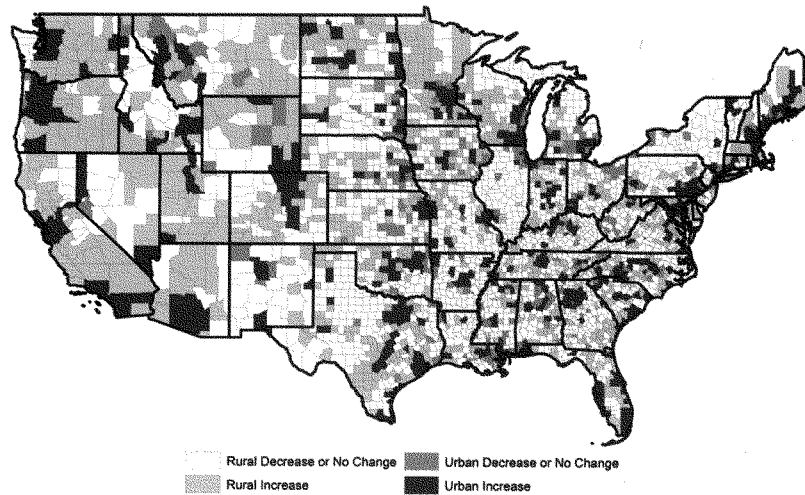 Rural Decrease or No Change Urban Decrease or No Change
Rural Increase Urban Increase